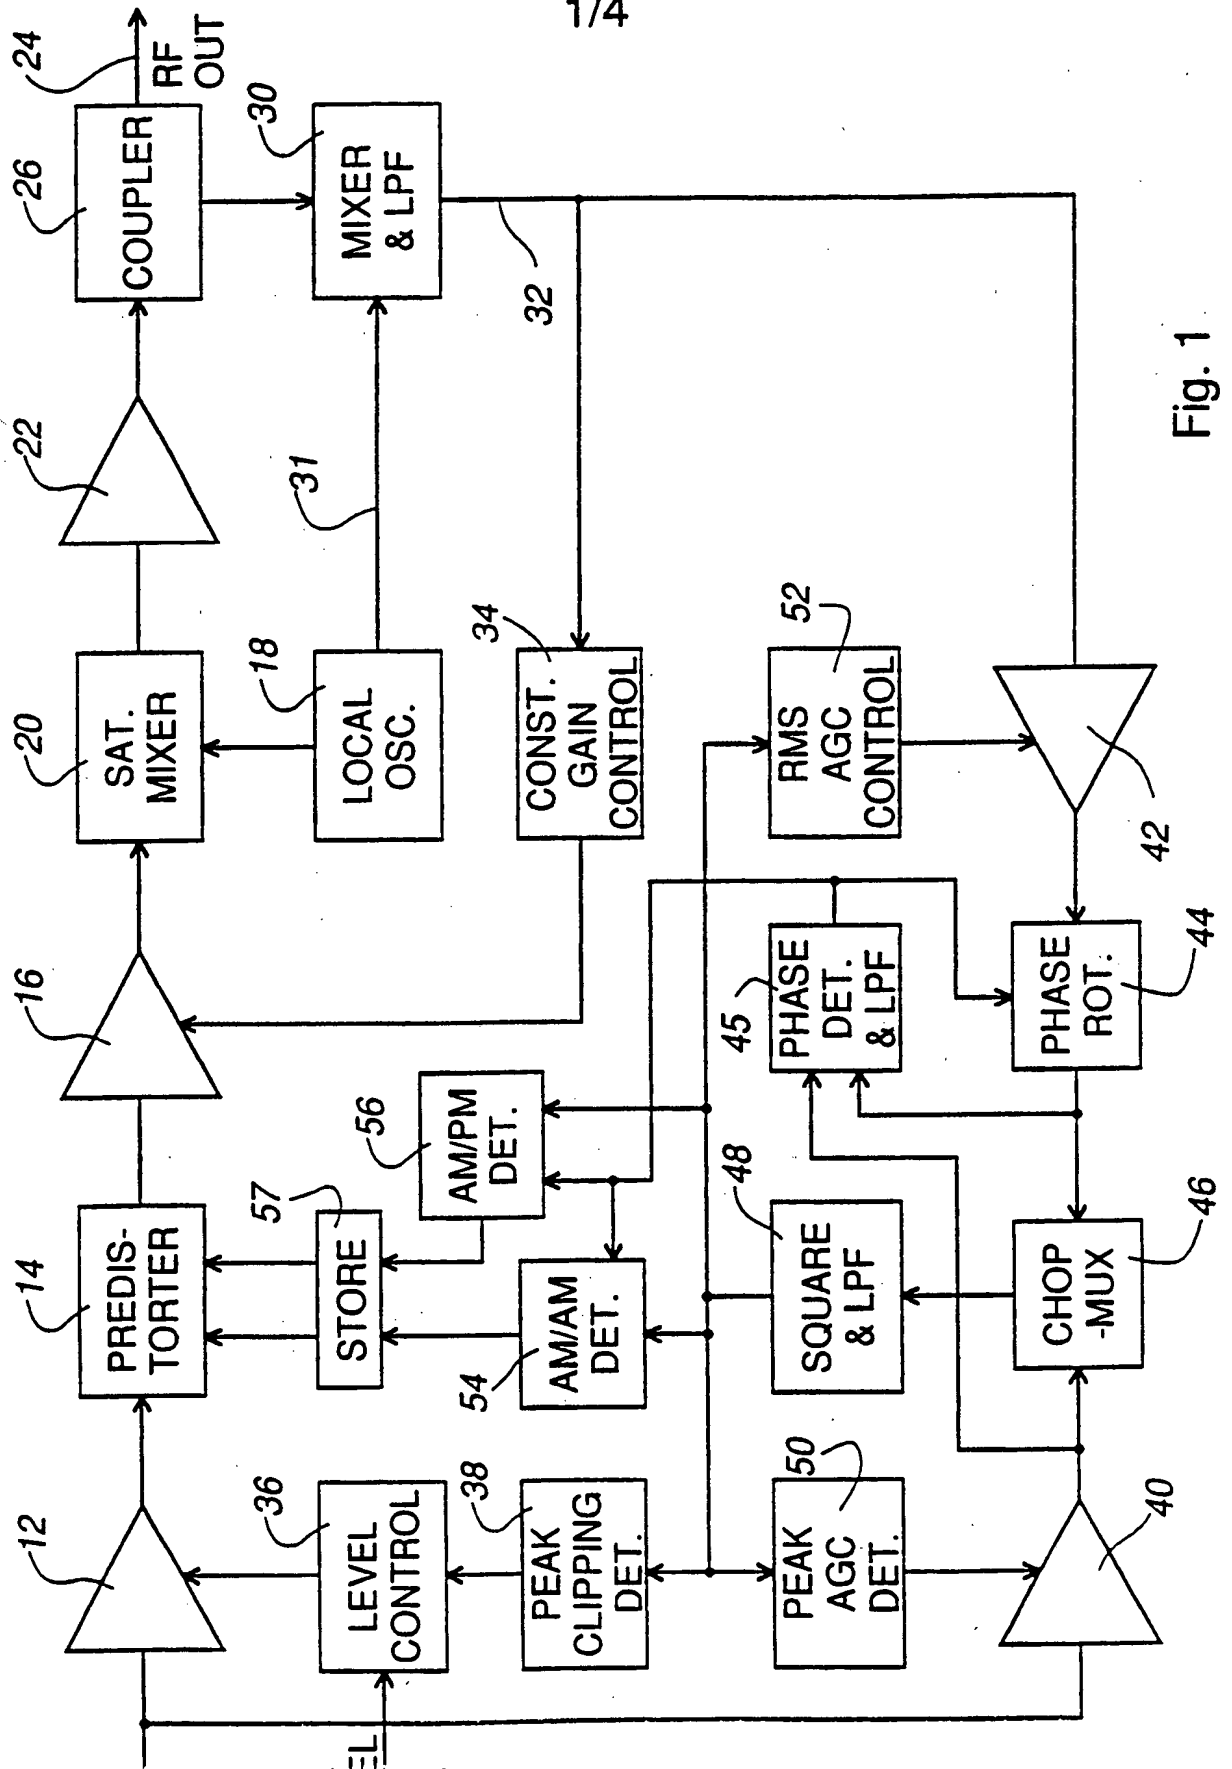 1/4
24
RF
OUT
26
COUPLER
30
MIXER
& LPF
32
22
31
20
SAT.
MIXER
18
LOCAL
OSC.
34
CONST.
GAIN
CONTROL
52
RMS
AGC
CONTROL
42
16
56
AM/PM
DET.
45
PHASE
DET.
& LPF
44
PHASE
ROT.
14
PREDIS-
TORTER
57
STORE
54
AM/AM
DET.
48
SQUARE
& LPF
46
CHOP
-MUX
12
36
LEVEL
CONTROL
38
PEAK
CLIPPING
DET.
50
PEAK
AGC
DET.
40
EL
Fig. 1